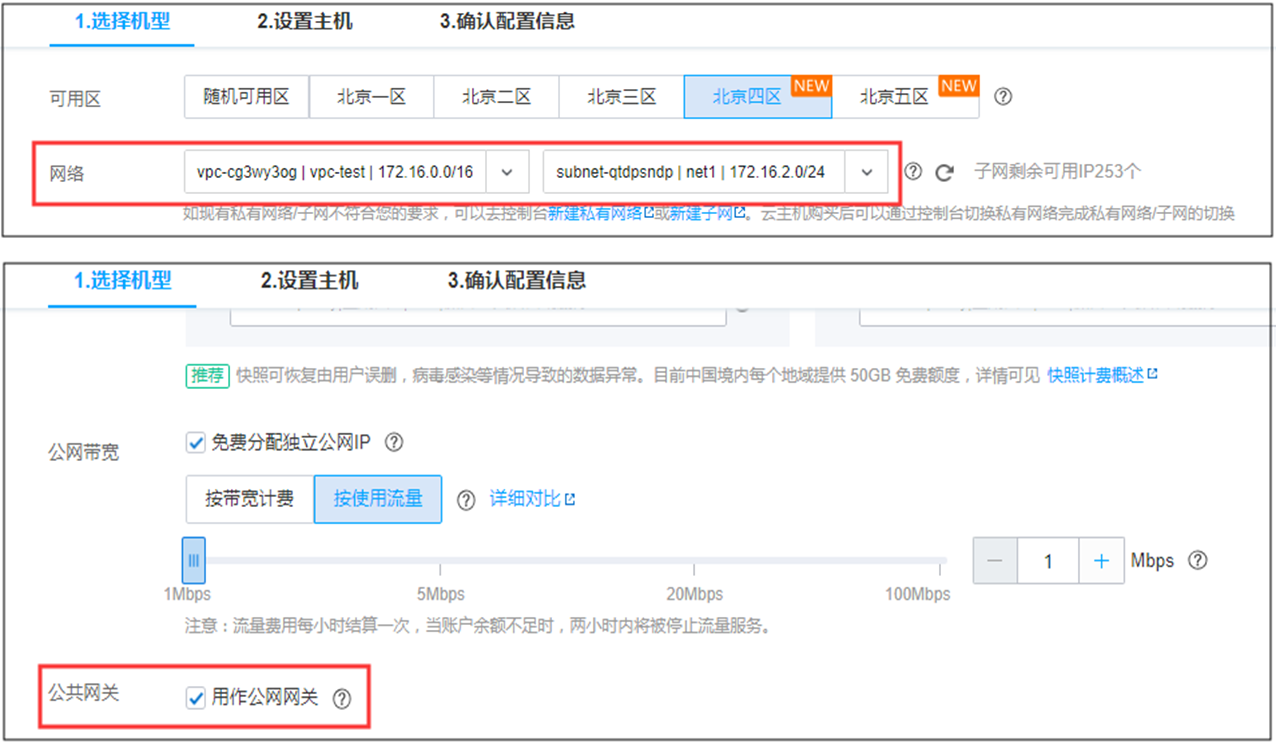 1.选择机型 2.设置主机 3.确认配置信息
可用区 随机可用区 北京一区 北京二区 北京三区 北京四区 NEW 北京五区 NEW
网络 vpc-cg3wy3og | vpc-test | 172.16.0.0/16 subnet-qtdpsndp | net1 | 172.16.2.0/24 子网剩余可用IP253个
如现有私有网络/子网不符合您的要求，可以去控制台新建私有网络或新建子网。云主机购买后可以通过控制台切换私有网络完成私有网络/子网的切换
1.选择机型 2.设置主机 3.确认配置信息
推荐 快照可恢复由用户误删，病毒感染等情况导致的数据异常。目前中国境内每个地域提供 50GB 免费额度，详情可见 快照计费概述
公网带宽 免费分配独立公网IP
按带宽计费 按使用流量 详细对比
1 Mbps
1Mbps 5Mbps 20Mbps 100Mbps
注意：流量费用每小时结算一次，当账户余额不足时，两小时内将被停止流量服务。
公共网关 用作公网网关